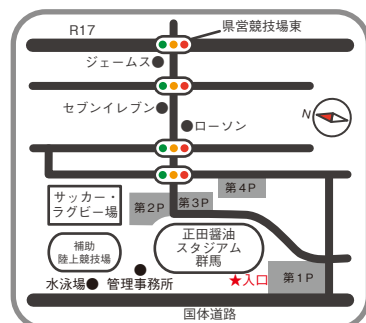 R17
県営競技場東
ジェームス
セブンイレブン
ローソン
N
第4P
サッカー・
ラグビー場
第2P
第3P
正田醤油
スタジアム
群馬
補助
陸上競技場
第1P
★入口
水泳場
管理事務所
国体道路